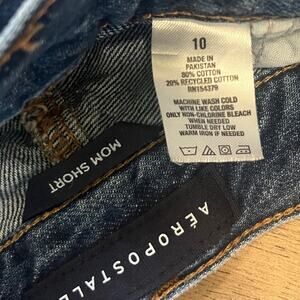 10
MADE IN
PAKISTAN
80% COTTON
20% RECYCLED COTTON
RN154379
MACHINE WASH COLD
WITH LIKE COLORS
ONLY NON-CHLORINE BLEACH
WHEN NEEDED
TUMBLE DRY LOW
WARM IRON IF NEEDED
MOM SHORT
AÉROPOSTALE